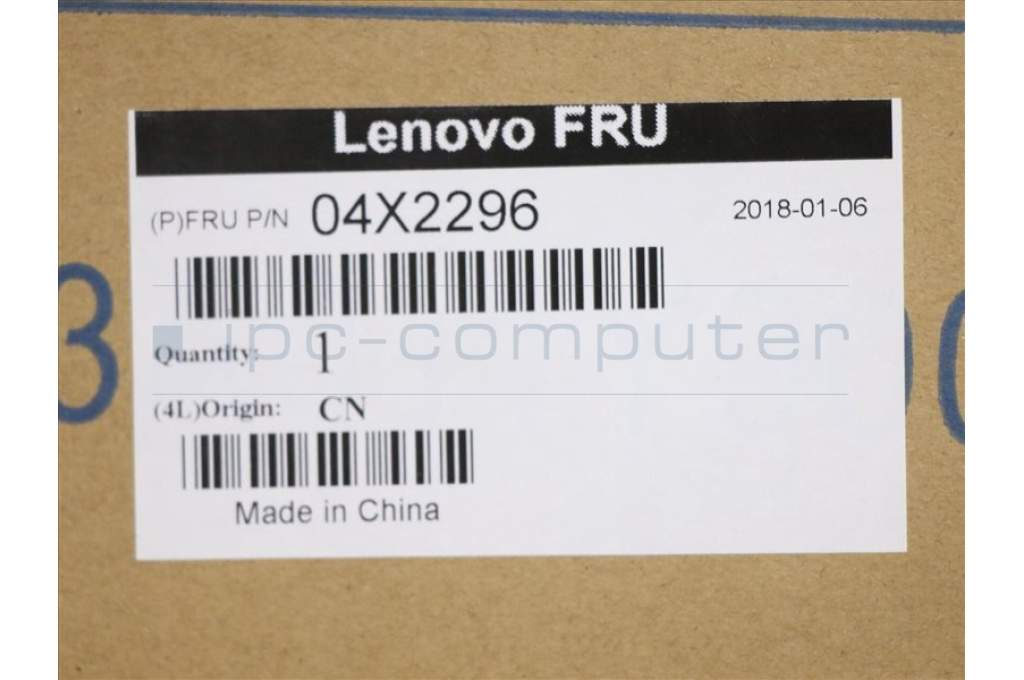 Lenovo FRU
(P)FRU P/N 04X2296 2018-01-06
ipc-computer
Quantity: 1
(4L)Origin: CN
Made in China